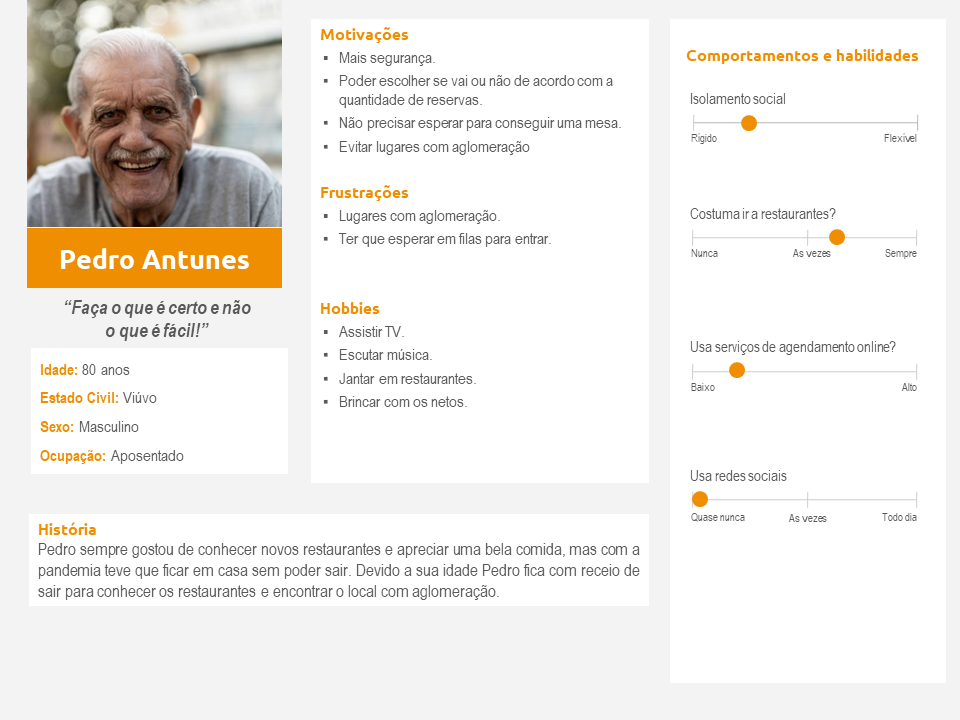 Pedro Antunes
“Faça o que é certo e não
o que é fácil!”
Idade: 80 anos
Estado Civil: Viúvo
Sexo: Masculino
Ocupação: Aposentado
Motivações
▪ Mais segurança.
▪ Poder escolher se vai ou não de acordo com a
quantidade de reservas.
▪ Não precisar esperar para conseguir uma mesa.
▪ Evitar lugares com aglomeração
Frustrações
▪ Lugares com aglomeração.
▪ Ter que esperar em filas para entrar.
Hobbies
▪ Assistir TV.
▪ Escutar música.
▪ Jantar em restaurantes.
▪ Brincar com os netos.
História
Pedro sempre gostou de conhecer novos restaurantes e apreciar uma bela comida, mas com a
pandemia teve que ficar em casa sem poder sair. Devido a sua idade Pedro fica com receio de
sair para conhecer os restaurantes e encontrar o local com aglomeração.
Comportamentos e habilidades
Isolamento social
Rígido Flexível
Costuma ir a restaurantes?
Nunca As vezes Sempre
Usa serviços de agendamento online?
Baixo Alto
Usa redes sociais
Quase nunca As vezes Todo dia